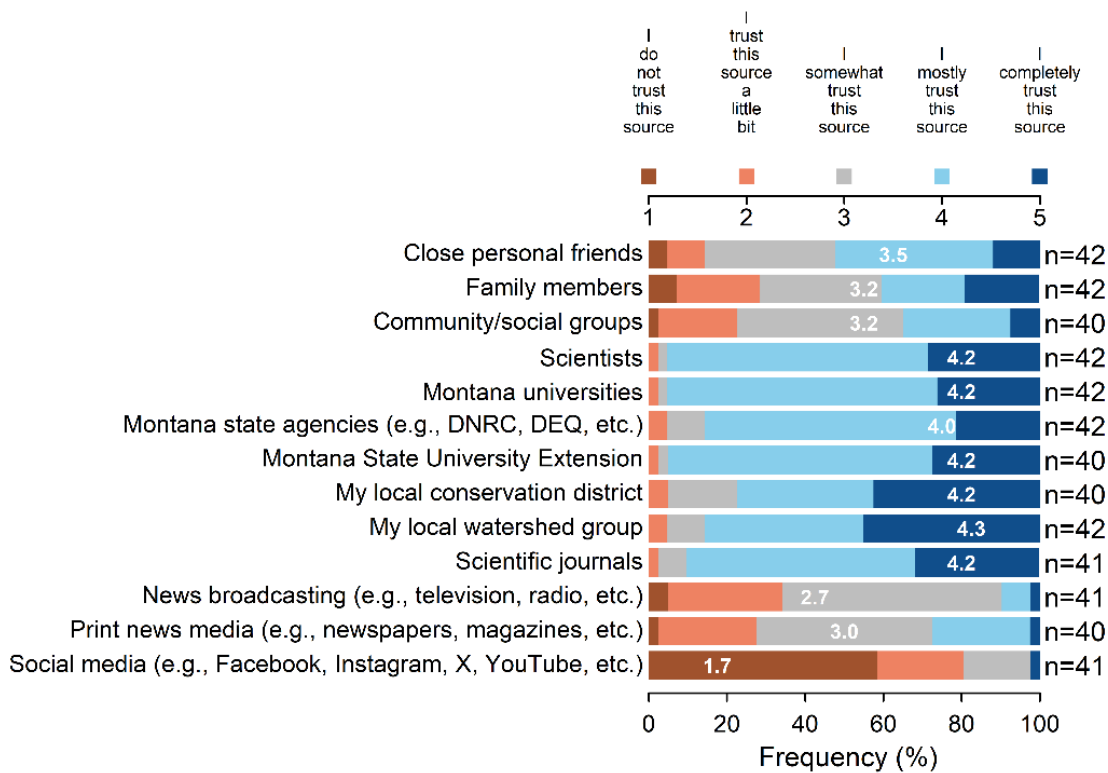 I do not trust this source
I trust this source a little bit
I somewhat trust this source
I mostly trust this source
I completely trust this source
1 2 3 4 5
Close personal friends 3.5 n=42
Family members 3.2 n=42
Community/social groups 3.2 n=40
Scientists 4.2 n=42
Montana universities 4.2 n=42
Montana state agencies (e.g., DNRC, DEQ, etc.) 4.0 n=42
Montana State University Extension 4.2 n=40
My local conservation district 4.2 n=40
My local watershed group 4.3 n=42
Scientific journals 4.2 n=41
News broadcasting (e.g., television, radio, etc.) 2.7 n=41
Print news media (e.g., newspapers, magazines, etc.) 3.0 n=40
Social media (e.g., Facebook, Instagram, X, YouTube, etc.) 1.7 n=41
0 20 40 60 80 100
Frequency (%)